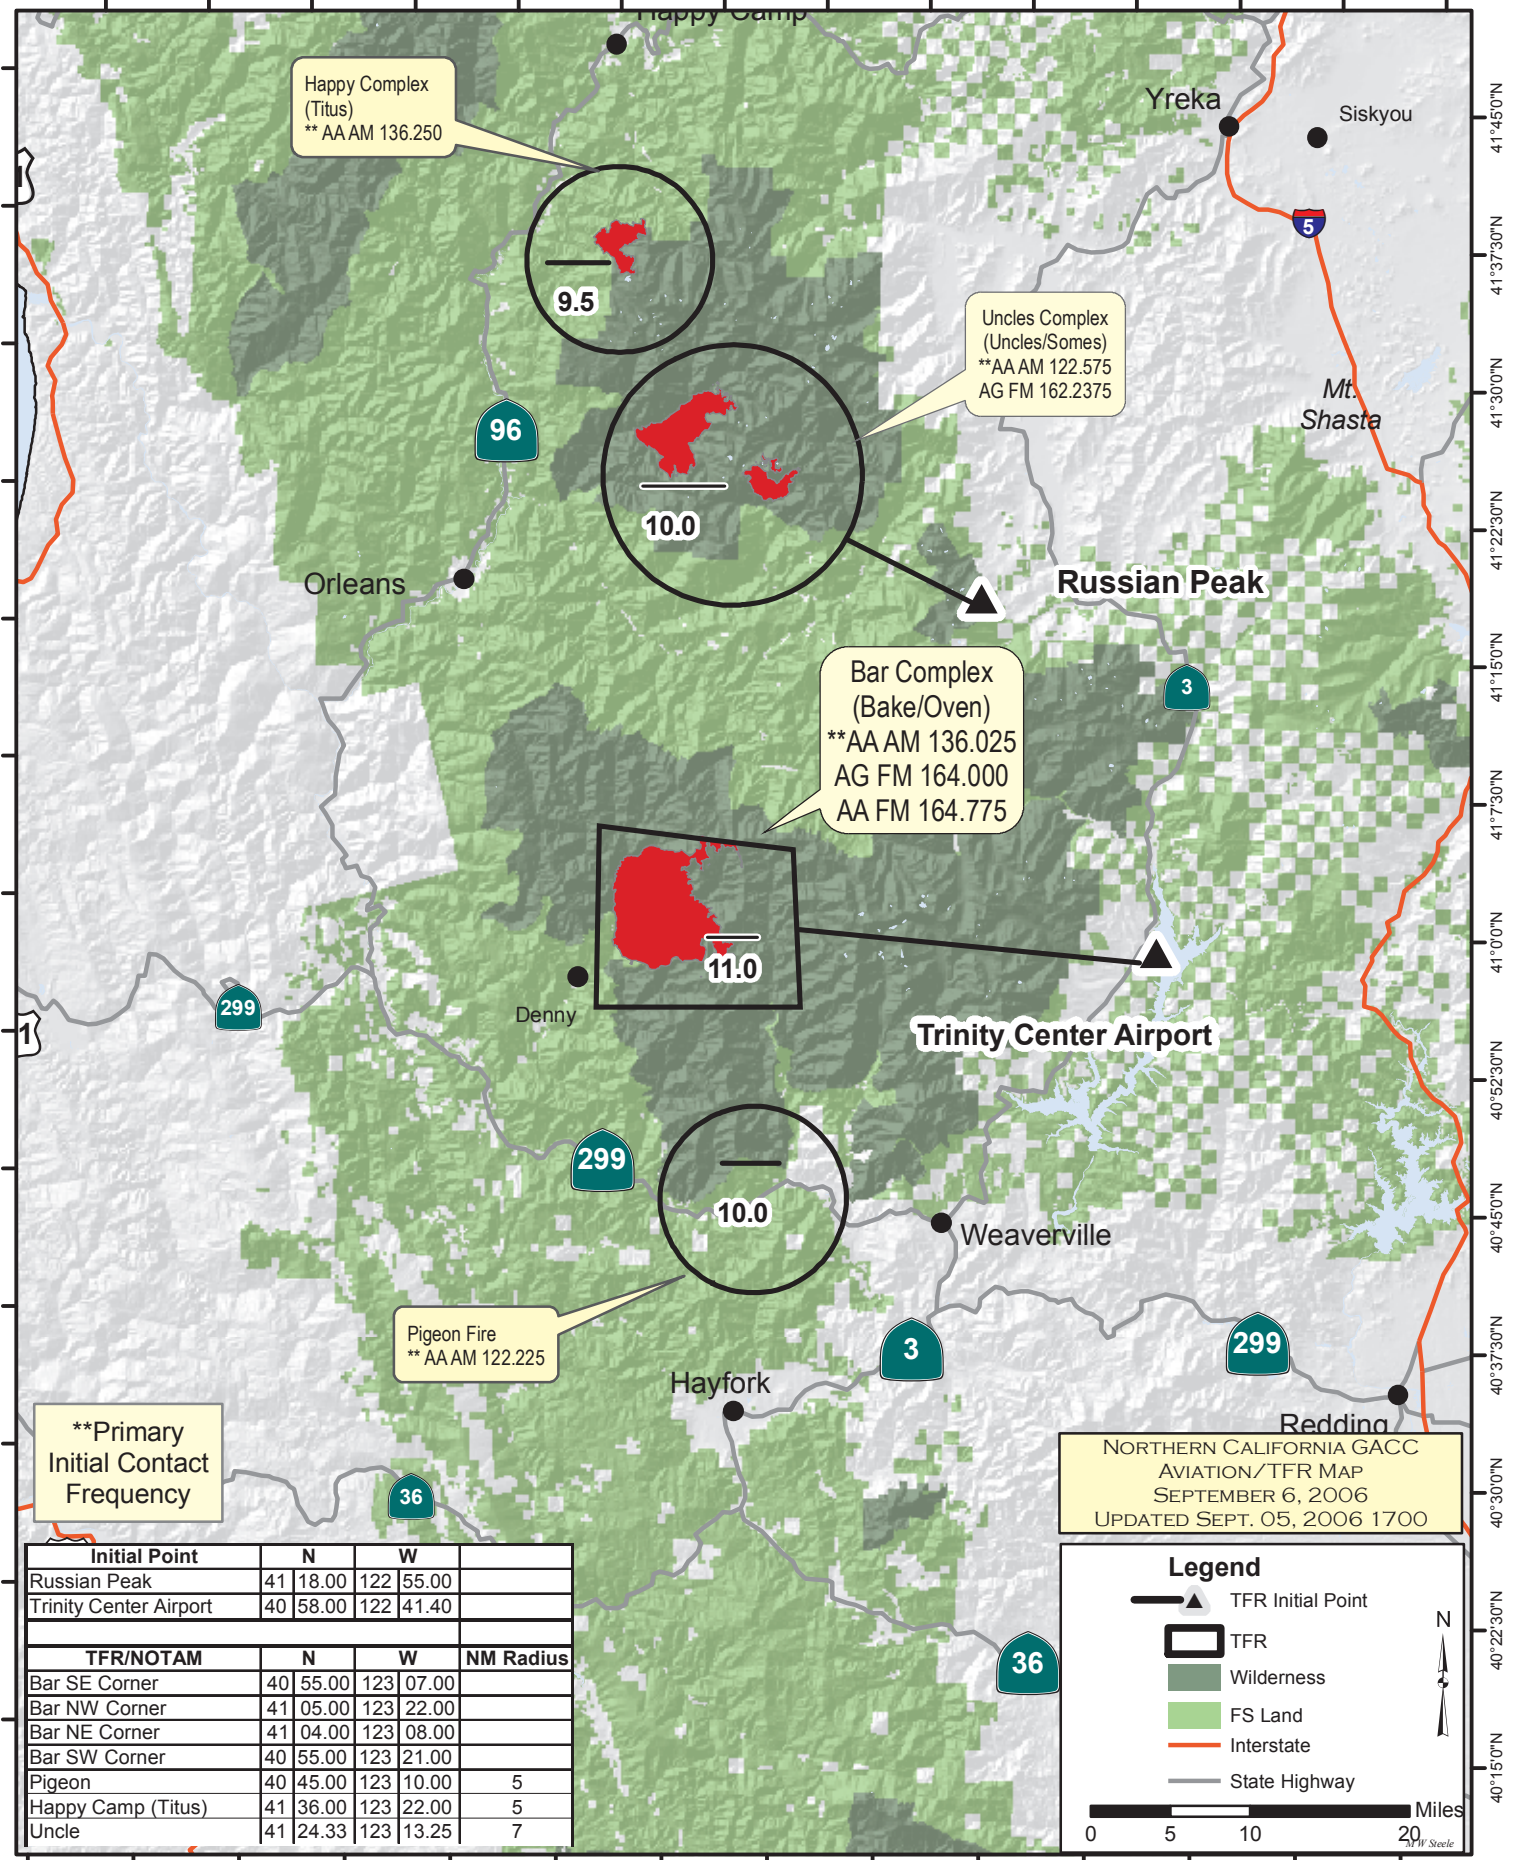 Happy Camp
Happy Complex
(Titus)
** AA AM 136.250
Yreka
Siskyou
5
9.5
Uncles Complex
(Uncles/Somes)
**AA AM 122.575
AG FM 162.2375
Mt.
Shasta
96
10.0
Orleans
Russian Peak
Bar Complex
(Bake/Oven)
**AA AM 136.025
AG FM 164.000
AA FM 164.775
3
11.0
Denny
299
1
Trinity Center Airport
299
10.0
Weaverville
Pigeon Fire
** AA AM 122.225
3
299
Hayfork
Redding
**Primary
Initial Contact
Frequency
36
36
41°45'0"N
41°37'30"N
41°30'0"N
41°22'30"N
41°15'0"N
41°7'30"N
41°0'0"N
40°52'30"N
40°45'0"N
40°37'30"N
40°30'0"N
40°22'30"N
40°15'0"N
NORTHERN CALIFORNIA GACC
AVIATION/TFR MAP
SEPTEMBER 6, 2006
UPDATED SEPT. 05, 2006 1700
Initial Point N W
Russian Peak 41 18.00 122 55.00
Trinity Center Airport 40 58.00 122 41.40
TFR/NOTAM N W NM Radius
Bar SE Corner 40 55.00 123 07.00
Bar NW Corner 41 05.00 123 22.00
Bar NE Corner 41 04.00 123 08.00
Bar SW Corner 40 55.00 123 21.00
Pigeon 40 45.00 123 10.00 5
Happy Camp (Titus) 41 36.00 123 22.00 5
Uncle 41 24.33 123 13.25 7
Legend
TFR Initial Point
TFR
Wilderness
FS Land
Interstate
State Highway
N
Miles
0 5 10 20
M W Steele